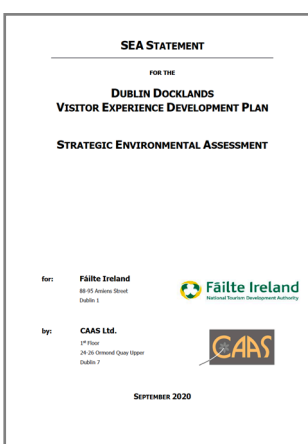 SEA STATEMENT
FOR THE
DUBLIN DOCKLANDS
VISITOR EXPERIENCE DEVELOPMENT PLAN
STRATEGIC ENVIRONMENTAL ASSESSMENT
for: Fáilte Ireland
88-95 Amiens Street
Dublin 1
Fáilte Ireland
National Tourism Development Authority
by: CAAS Ltd.
1st Floor
24-26 Ormond Quay Upper
Dublin 7
CAAS
SEPTEMBER 2020